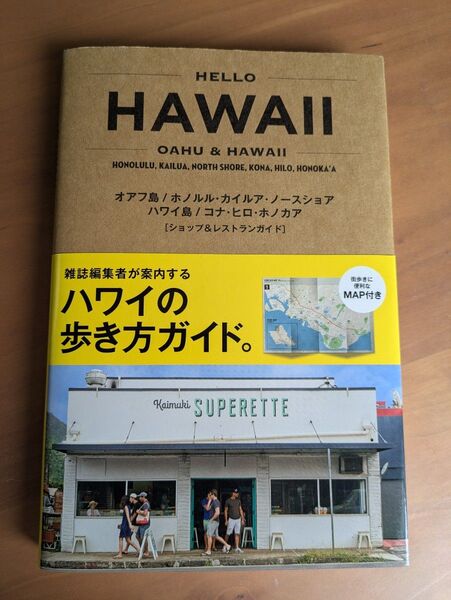 HELLO
HAWAII
OAHU & HAWAII
HONOLULU, KAILUA, NORTH SHORE, KONA, HILO, HONOKA'A
オアフ島 / ホノルル・カイルア・ノースショア
ハワイ島 / コナ・ヒロ・ホノカア
[ショップ&レストランガイド]
雑誌編集者が案内する
ハワイの
歩き方ガイド。
街歩きに
便利な
MAP付き
Kaimuki SUPERETTE